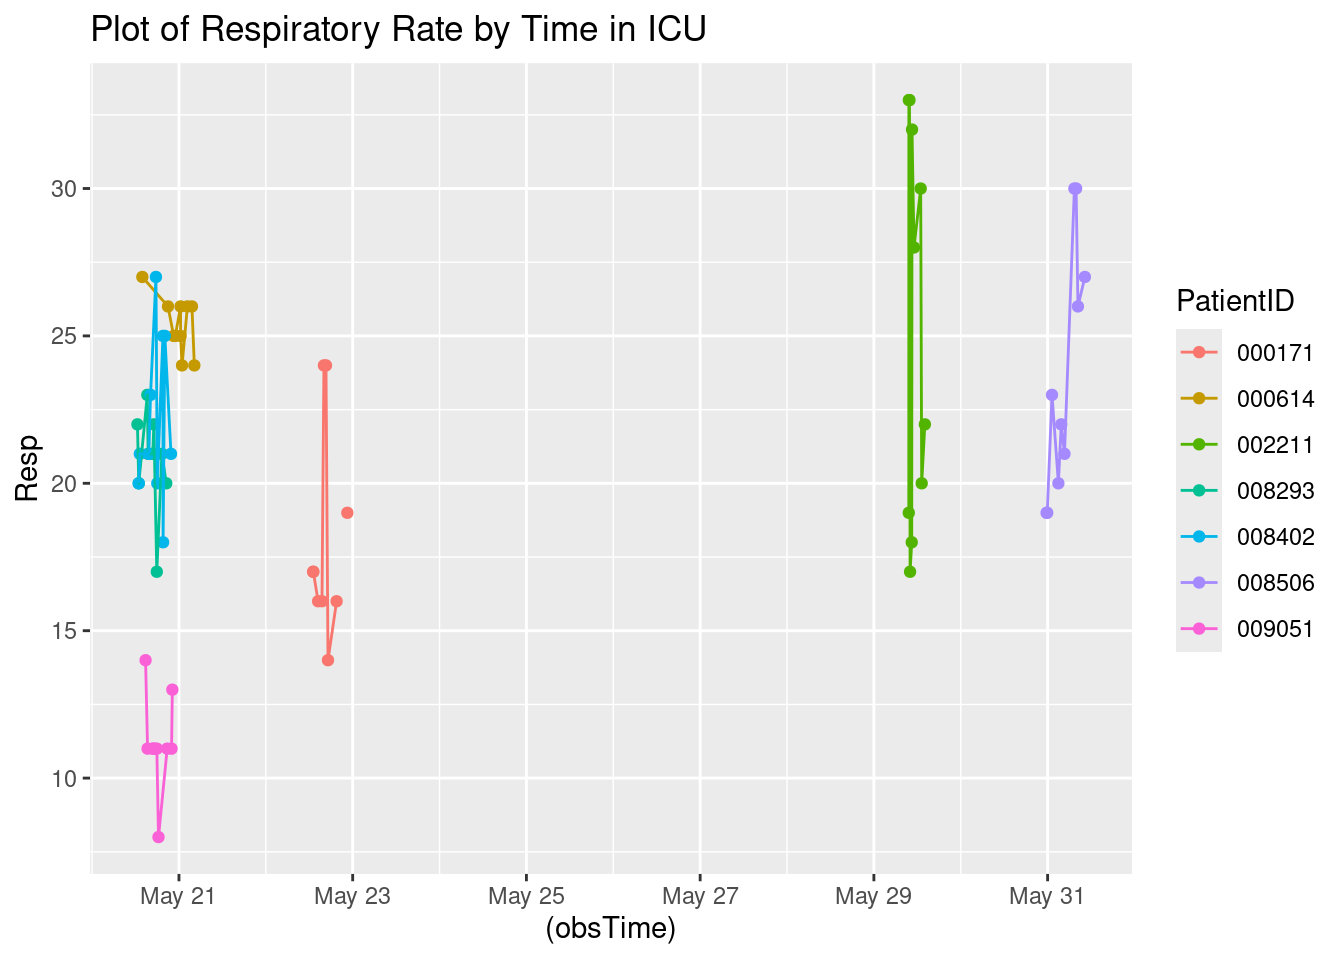 Plot of Respiratory Rate by Time in ICU
30
25
20
15
10
Resp
May 21
May 23
May 25
May 27
May 29
May 31
(obsTime)
PatientID
000171
000614
002211
008293
008402
008506
009051